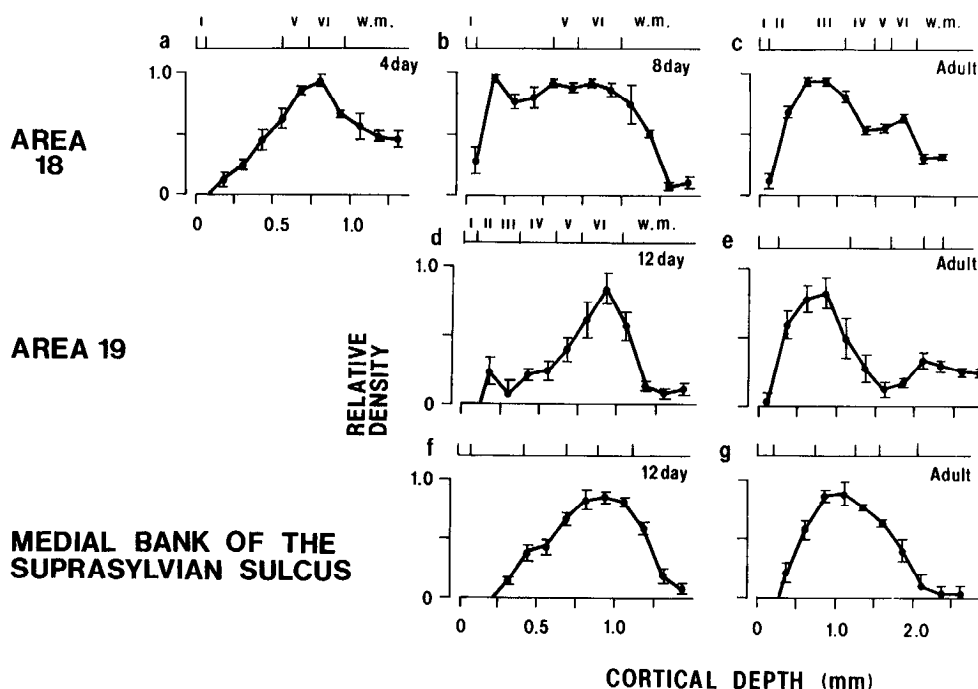 I V VI w.m.
a 4day
1.0
0
0 0.5 1.0
I V VI w.m.
b 8day
I II III IV V VI w.m.
c Adult
AREA
18
I II III IV V VI w.m.
d 12day
1.0
0
e Adult
AREA 19
RELATIVE
DENSITY
f 12day
1.0
0
0 0.5 1.0
g Adult
0 1.0 2.0
MEDIAL BANK OF THE
SUPRASYLVIAN SULCUS
CORTICAL DEPTH (mm)